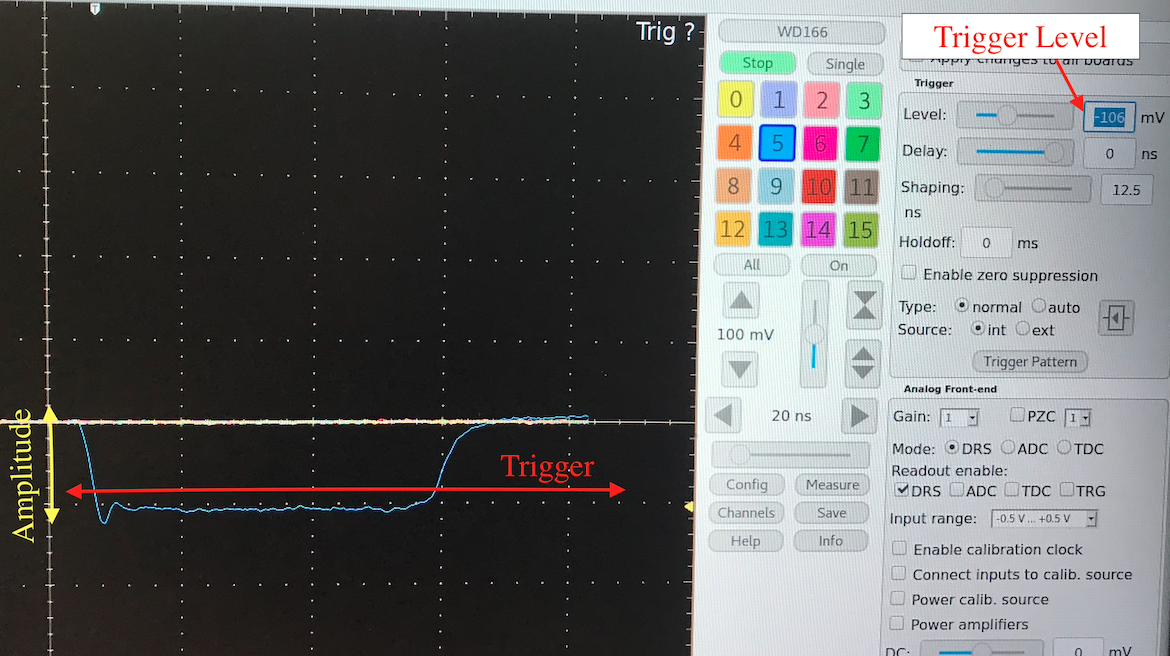 T
Trig ?
WD166
Stop
Single
0 1 2 3
4 5 6 7
8 9 10 11
12 13 14 15
All
On
100 mV
20 ns
Config
Measure
Channels
Save
Help
Info
Trigger Level
Apply changes to all boards
Trigger
Level: -106 mV
Delay: 0 ns
Shaping: 12.5
ns
Holdoff: 0 ms
Enable zero suppression
Type: normal auto
Source: int ext
Trigger Pattern
Analog Front-end
Gain: 1 PZC 1
Mode: DRS ADC TDC
Readout enable:
DRS ADC TDC TRG
Input range: -0.5 V ... +0.5 V
Enable calibration clock
Connect inputs to calib. source
Power calib. source
Power amplifiers
DC: 0 mV
Amplitude
Trigger